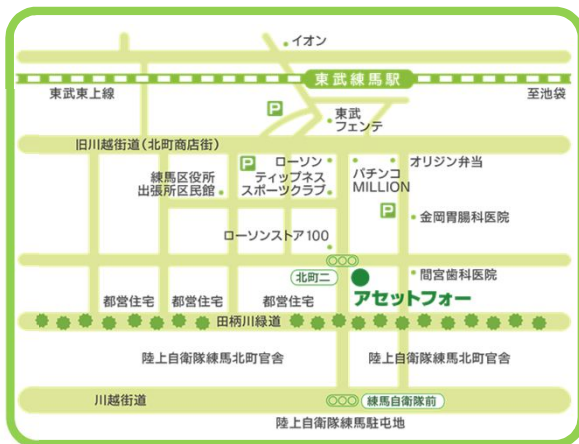 イオン
東武練馬駅
東武東上線
至池袋
P
東武
フェンテ
旧川越街道(北町商店街)
P
ローソン
ティップネス
スポーツクラブ
パチンコ
MILLION
オリジン弁当
練馬区役所
出張所区民館
P
金岡胃腸科医院
ローソンストア100
北町二
間宮歯科医院
アセットフォー
都営住宅
都営住宅
都営住宅
田柄川緑道
陸上自衛隊練馬北町官舎
陸上自衛隊練馬北町官舎
川越街道
練馬自衛隊前
陸上自衛隊練馬駐屯地